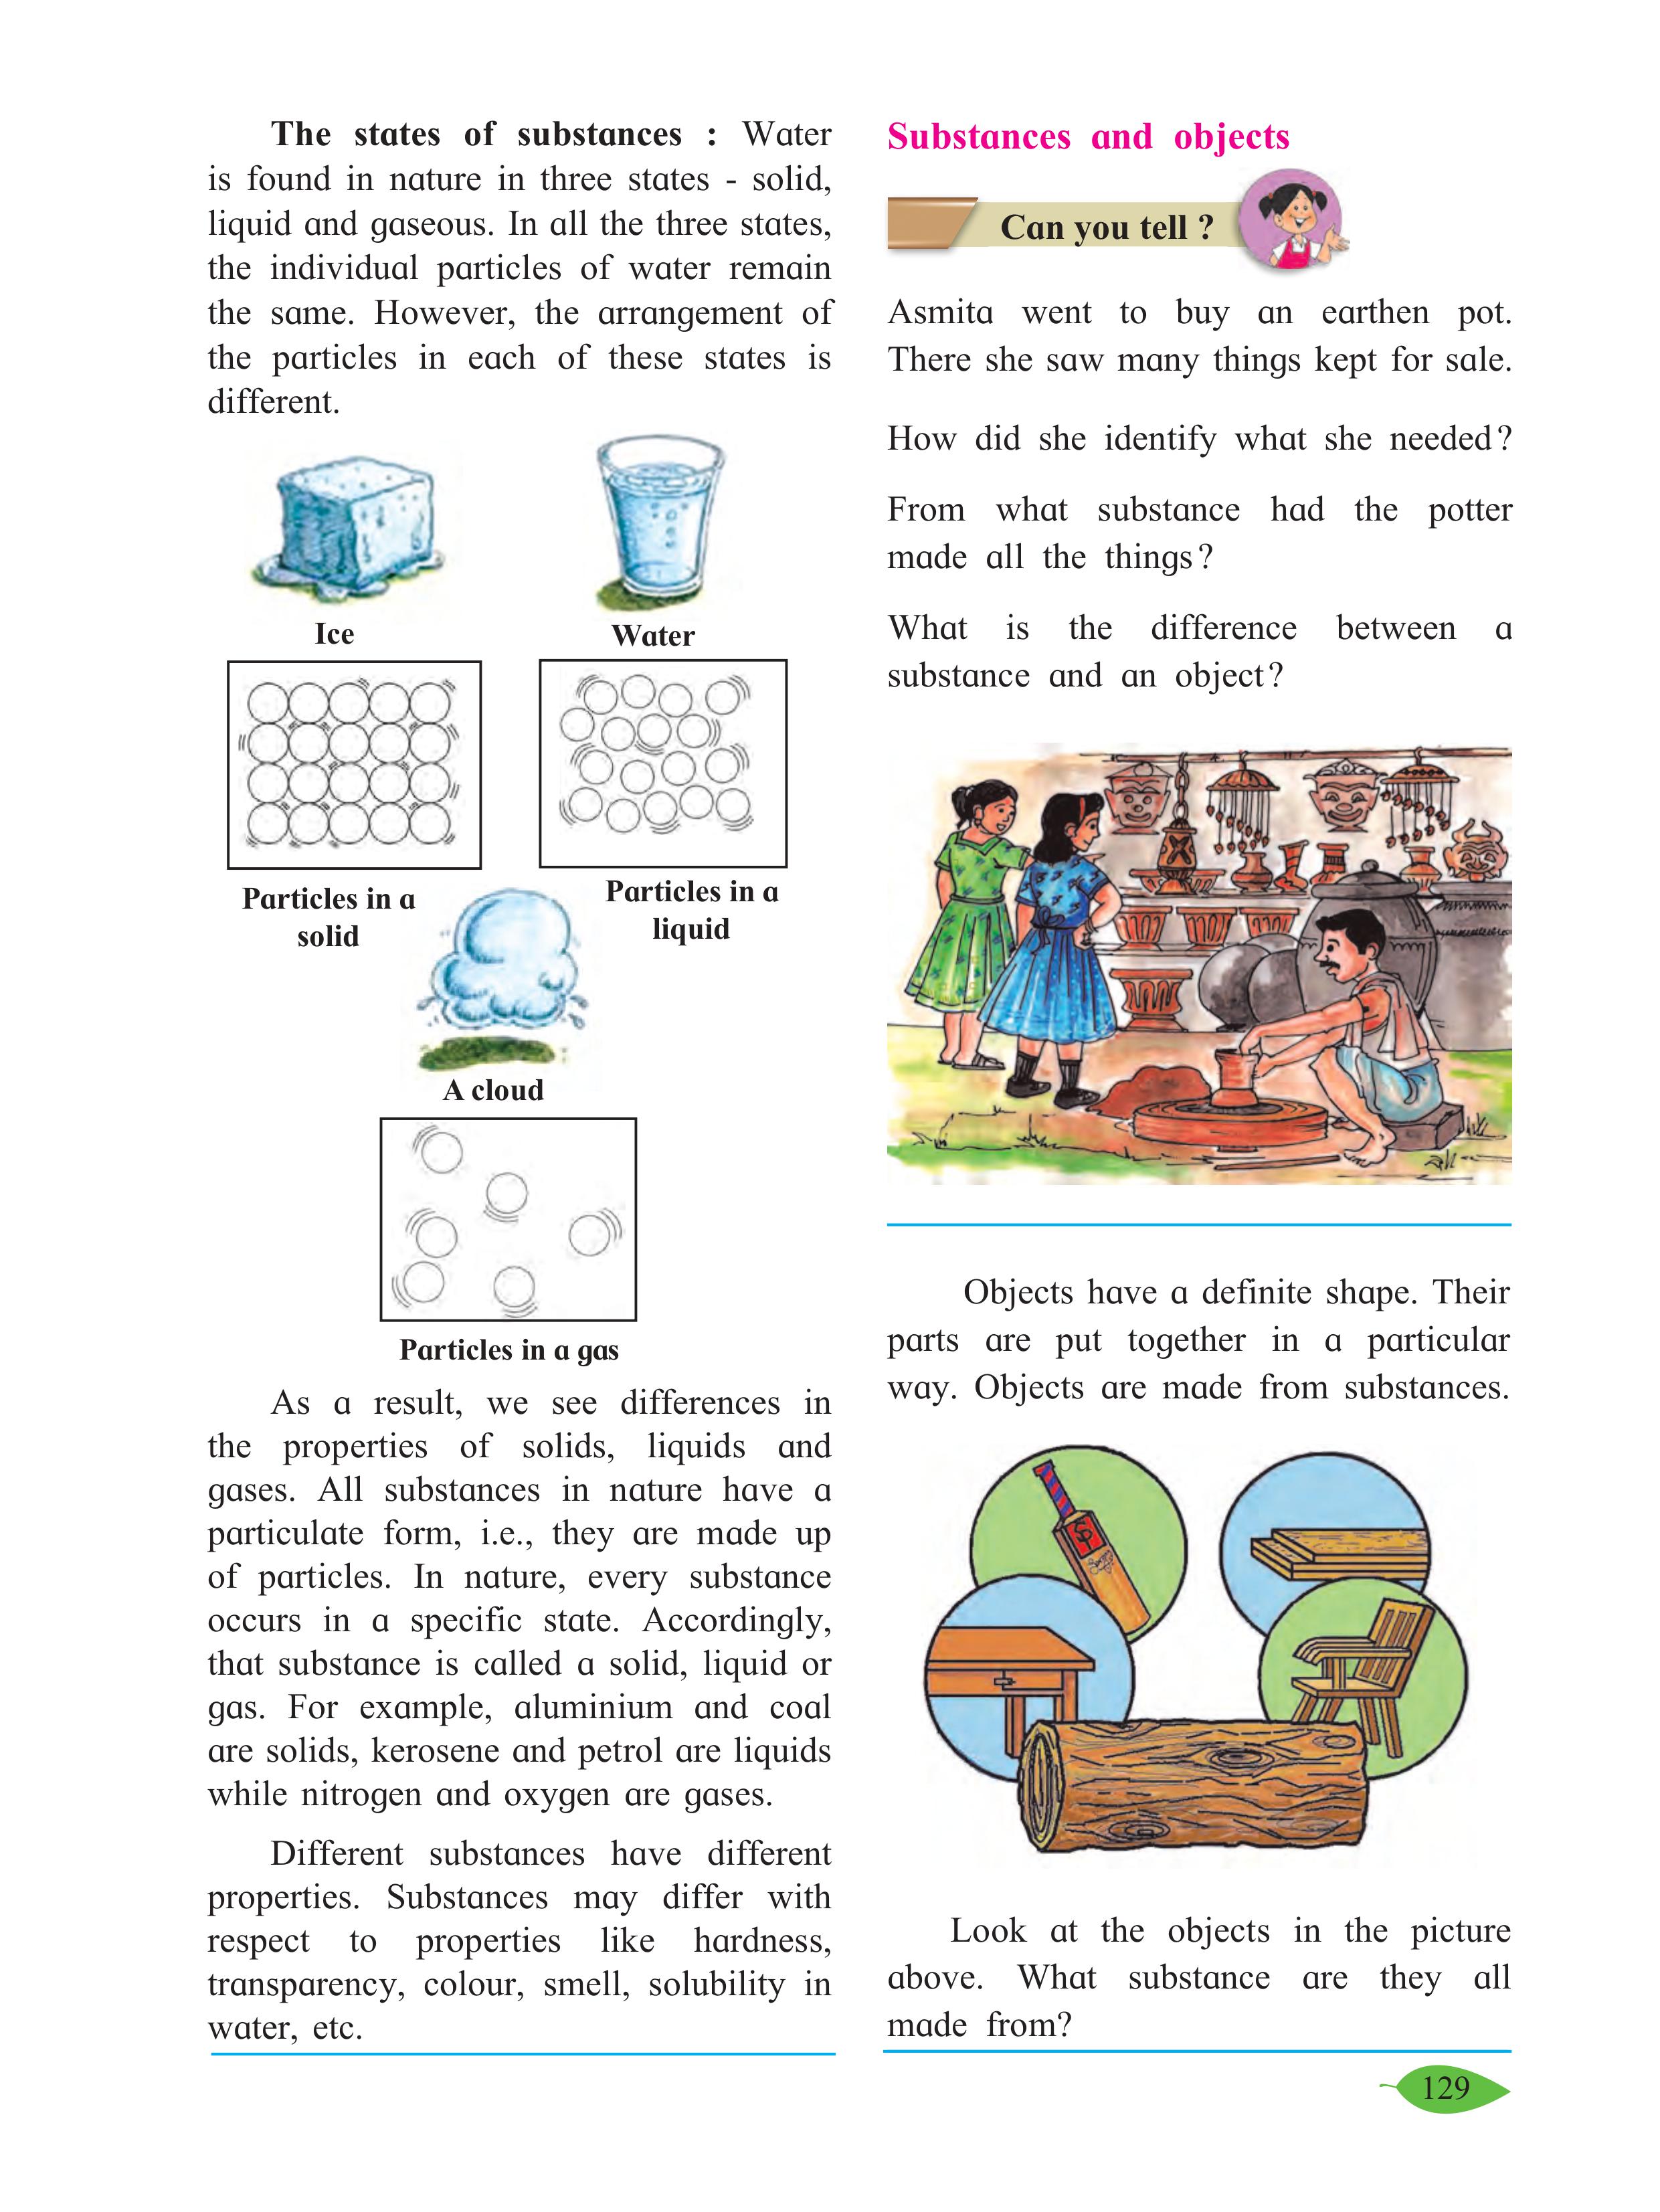 The states of substances : Water
is found in nature in three states - solid,
liquid and gaseous. In all the three states,
the individual particles of water remain
the same. However, the arrangement of
the particles in each of these states is
different.
Ice
Water
Particles in a
solid
Particles in a
liquid
A cloud
Particles in a gas
As a result, we see differences in
the properties of solids, liquids and
gases. All substances in nature have a
particulate form, i.e., they are made up
of particles. In nature, every substance
occurs in a specific state. Accordingly,
that substance is called a solid, liquid or
gas. For example, aluminium and coal
are solids, kerosene and petrol are liquids
while nitrogen and oxygen are gases.
Different substances have different
properties. Substances may differ with
respect to properties like hardness,
transparency, colour, smell, solubility in
water, etc.
Substances and objects
Can you tell ?
Asmita went to buy an earthen pot.
There she saw many things kept for sale.
How did she identify what she needed?
From what substance had the potter
made all the things?
What is the difference between a
substance and an object?
Objects have a definite shape. Their
parts are put together in a particular
way. Objects are made from substances.
Look at the objects in the picture
above. What substance are they all
made from?
129